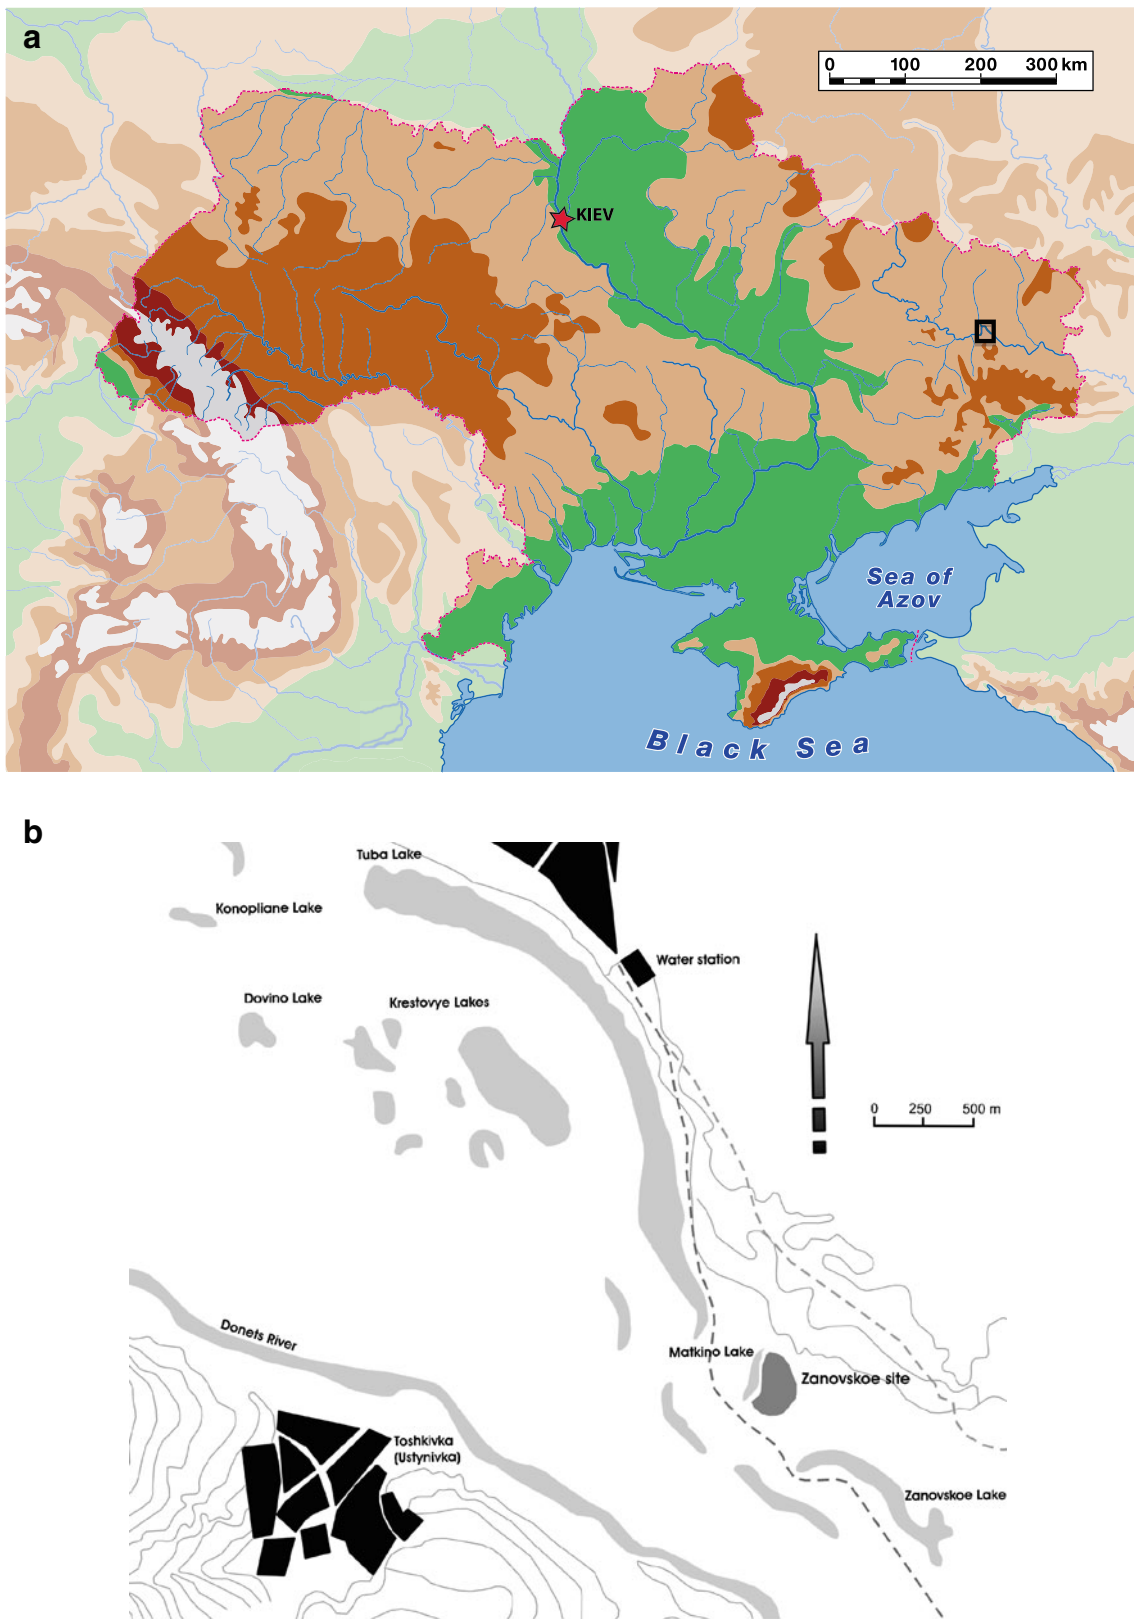 a
0 100 200 300 km
KIEV
Sea of
Azov
Black Sea
b
Tuba Lake
Konopliane Lake
Water station
Dovino Lake
Krestovye Lakes
0 250 500 m
Donets River
Matkino Lake
Zanovskoe site
Toshkivka
(Ustynivka)
Zanovskoe Lake